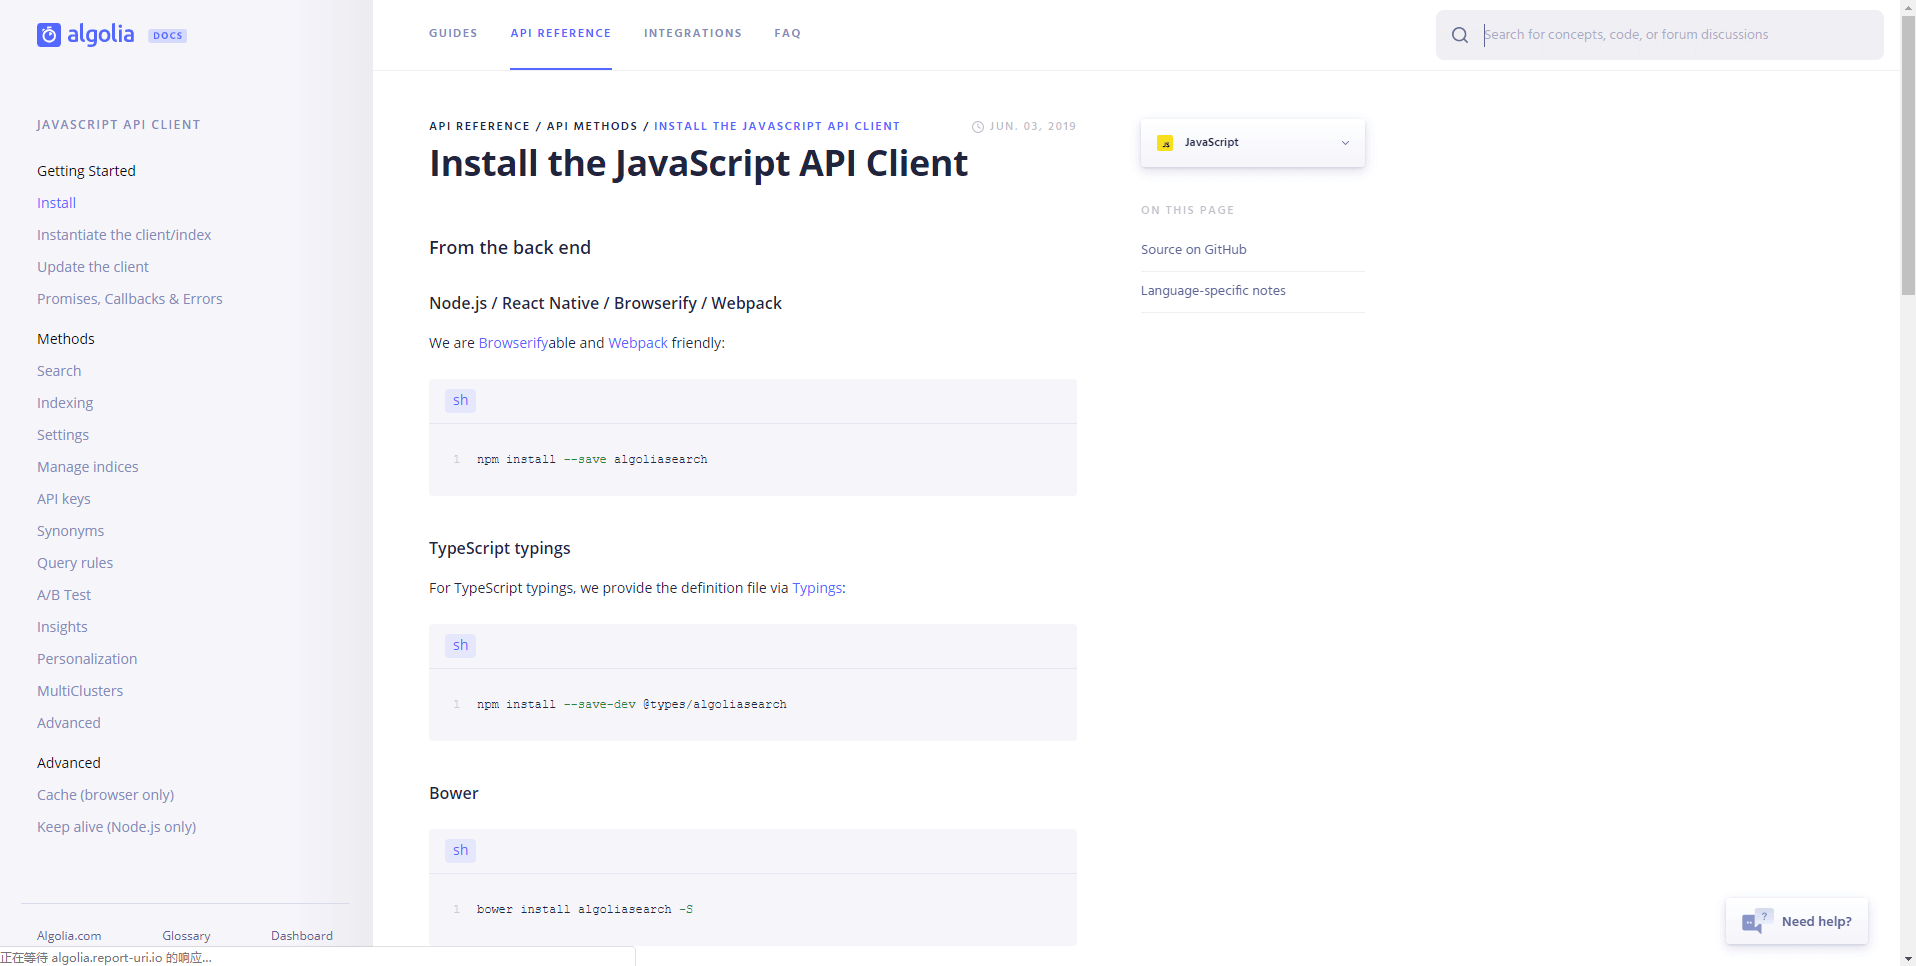 algolia DOCS
GUIDES
API REFERENCE
INTEGRATIONS
FAQ
Search for concepts, code, or forum discussions
JAVASCRIPT API CLIENT
Getting Started
Install
Instantiate the client/index
Update the client
Promises, Callbacks & Errors
Methods
Search
Indexing
Settings
Manage indices
API keys
Synonyms
Query rules
A/B Test
Insights
Personalization
MultiClusters
Advanced
Advanced
Cache (browser only)
Keep alive (Node.js only)
Algolia.com
Glossary
Dashboard
正在等待 algolia.report-uri.io 的响应...
API REFERENCE / API METHODS / INSTALL THE JAVASCRIPT API CLIENT
JUN. 03, 2019
Install the JavaScript API Client
From the back end
Node.js / React Native / Browserify / Webpack
We are Browserifyable and Webpack friendly:
sh
1 npm install --save algoliasearch
TypeScript typings
For TypeScript typings, we provide the definition file via Typings:
sh
1 npm install --save-dev @types/algoliasearch
Bower
sh
1 bower install algoliasearch -S
JS JavaScript
ON THIS PAGE
Source on GitHub
Language-specific notes
? Need help?